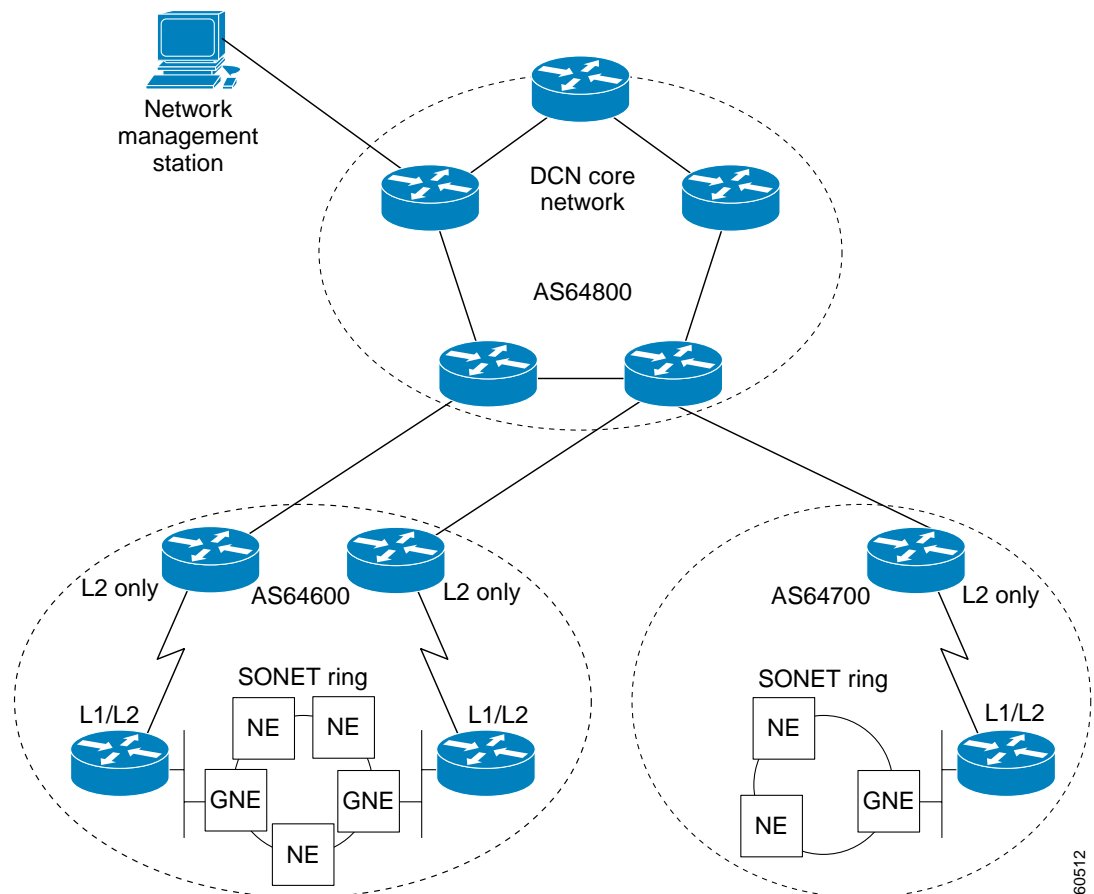 Network
management
station
DCN core
network
AS64800
L2 only
AS64600
L2 only
AS64700
L2 only
SONET ring
SONET ring
L1/L2
NE
NE
L1/L2
NE
L1/L2
GNE
GNE
GNE
NE
NE
60512